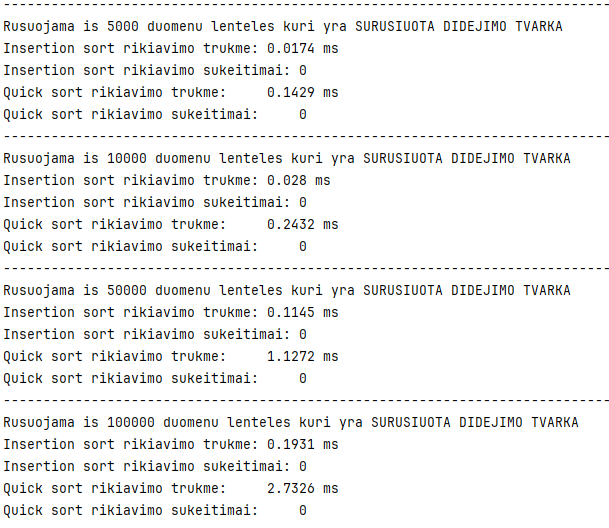 Rusuojama is 5000 duomenu lenteles kuri yra SURUSIUOTA DIDEJIMO TVARKA
Insertion sort rikiavimo trukme: 0.0174 ms
Insertion sort rikiavimo sukeitimai: 0
Quick sort rikiavimo trukme:     0.1429 ms
Quick sort rikiavimo sukeitimai:     0
Rusuojama is 10000 duomenu lenteles kuri yra SURUSIUOTA DIDEJIMO TVARKA
Insertion sort rikiavimo trukme: 0.028 ms
Insertion sort rikiavimo sukeitimai: 0
Quick sort rikiavimo trukme:     0.2432 ms
Quick sort rikiavimo sukeitimai:     0
Rusuojama is 50000 duomenu lenteles kuri yra SURUSIUOTA DIDEJIMO TVARKA
Insertion sort rikiavimo trukme: 0.1145 ms
Insertion sort rikiavimo sukeitimai: 0
Quick sort rikiavimo trukme:     1.1272 ms
Quick sort rikiavimo sukeitimai:     0
Rusuojama is 100000 duomenu lenteles kuri yra SURUSIUOTA DIDEJIMO TVARKA
Insertion sort rikiavimo trukme: 0.1931 ms
Insertion sort rikiavimo sukeitimai: 0
Quick sort rikiavimo trukme:     2.7326 ms
Quick sort rikiavimo sukeitimai:     0